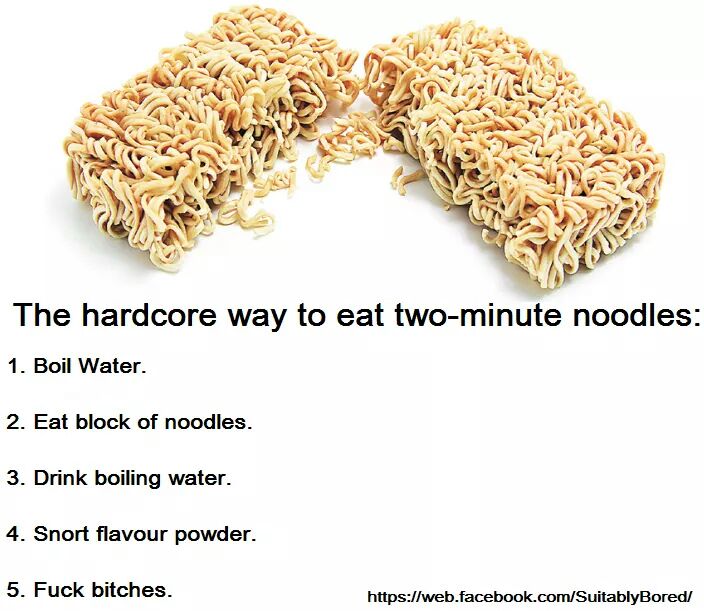 The hardcore way to eat two-minute noodles:
1. Boil Water.
2. Eat block of noodles.
3. Drink boiling water.
4. Snort flavour powder.
5. Fuck bitches.
https://web.facebook.com/SuitablyBored/